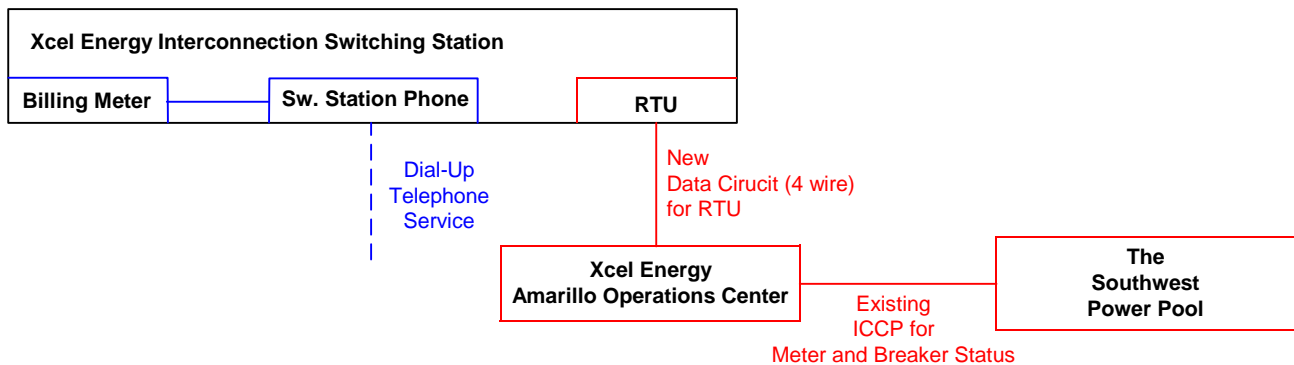 Xcel Energy Interconnection Switching Station
Billing Meter
Sw. Station Phone
RTU
Dial-Up
Telephone
Service
New
Data Cirucit (4 wire)
for RTU
Xcel Energy
Amarillo Operations Center
Existing
ICCP for
Meter and Breaker Status
The
Southwest
Power Pool